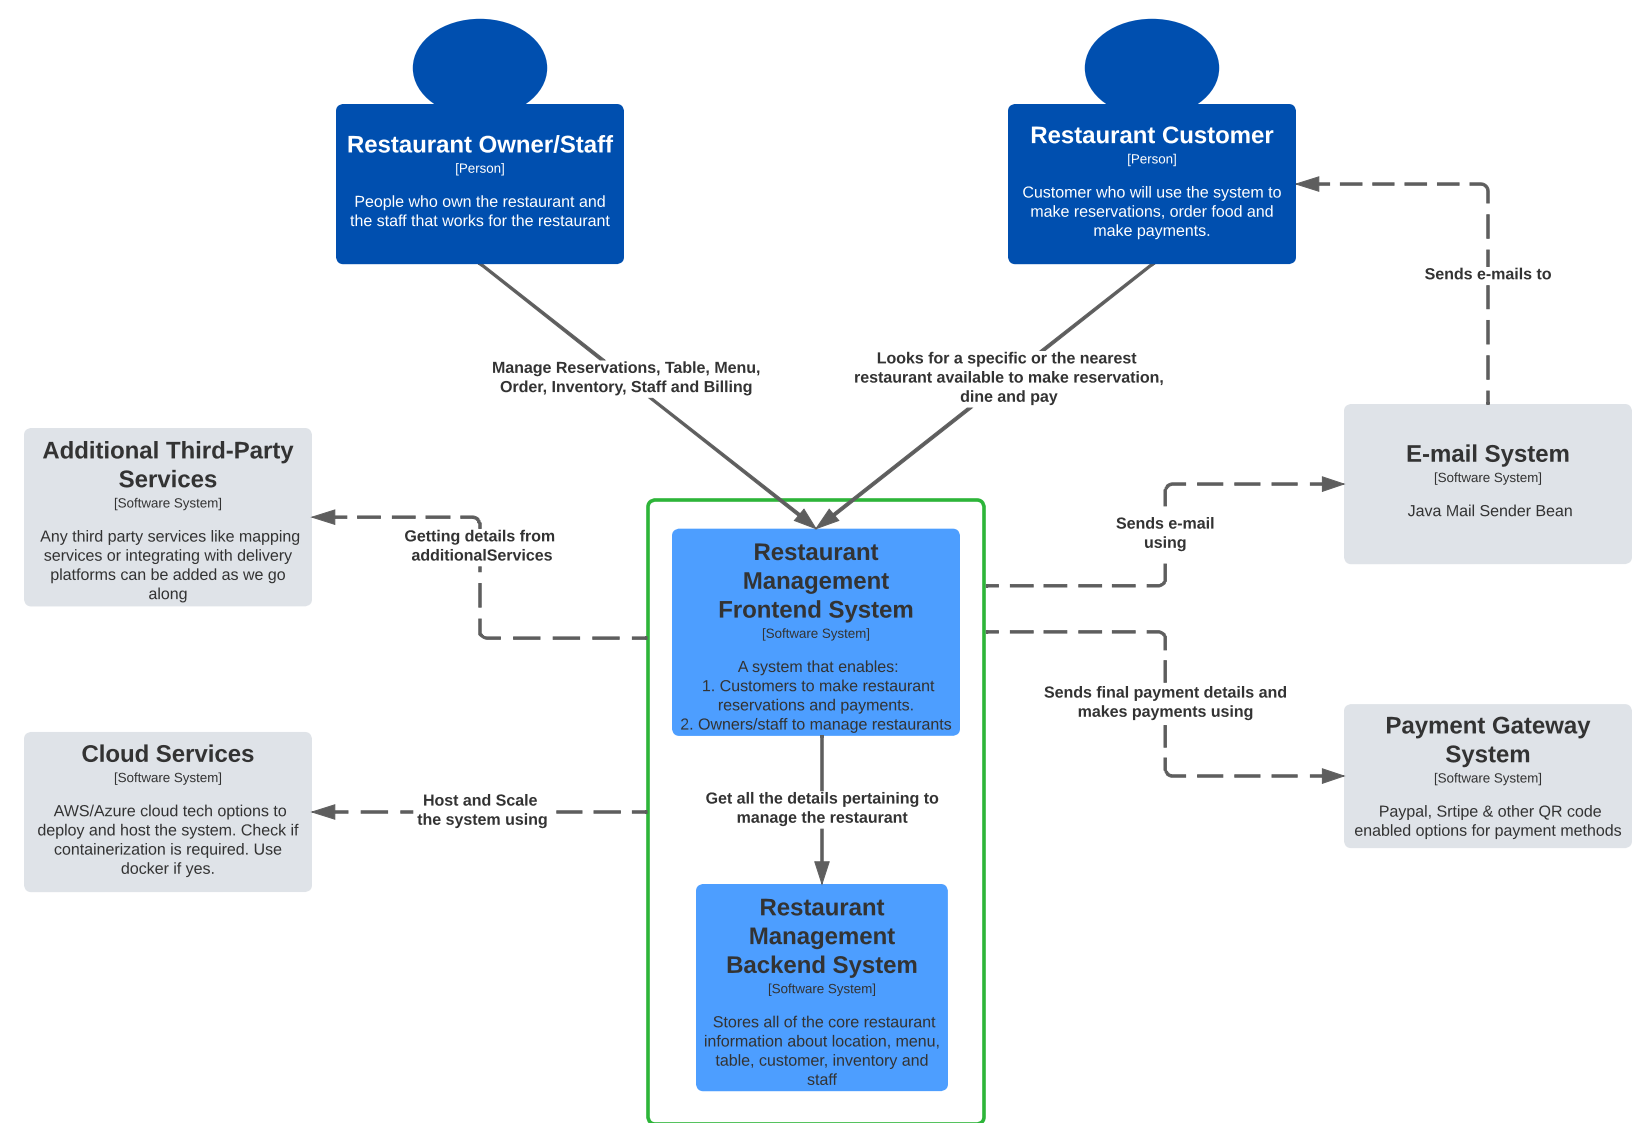 Restaurant Owner/Staff
[Person]
People who own the restaurant and
the staff that works for the restaurant
Restaurant Customer
[Person]
Customer who will use the system to
make reservations, order food and
make payments.
Sends e-mails to
Manage Reservations, Table, Menu,
Order, Inventory, Staff and Billing
Looks for a specific or the nearest
restaurant available to make reservation,
dine and pay
Additional Third-Party
Services
[Software System]
Any third party services like mapping
services or integrating with delivery
platforms can be added as we go
along
Getting details from
additionalServices
Restaurant
Management
Frontend System
[Software System]
A system that enables:
1. Customers to make restaurant
reservations and payments.
2. Owners/staff to manage restaurants
Sends e-mail
using
E-mail System
[Software System]
Java Mail Sender Bean
Sends final payment details and
makes payments using
Payment Gateway
System
[Software System]
Paypal, Srtipe & other QR code
enabled options for payment methods
Cloud Services
[Software System]
AWS/Azure cloud tech options to
deploy and host the system. Check if
containerization is required. Use
docker if yes.
Host and Scale
the system using
Get all the details pertaining to
manage the restaurant
Restaurant
Management
Backend System
[Software System]
Stores all of the core restaurant
information about location, menu,
table, customer, inventory and
staff